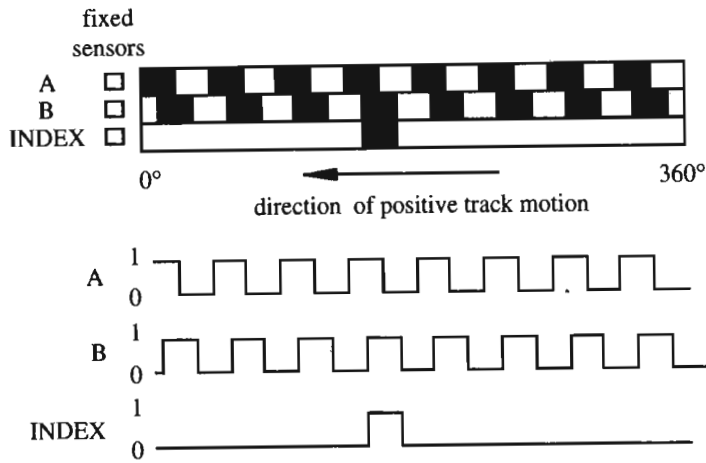 fixed
sensors
A
B
INDEX
0°
360°
direction of positive track motion
1
A
0
1
B
0
1
INDEX
0